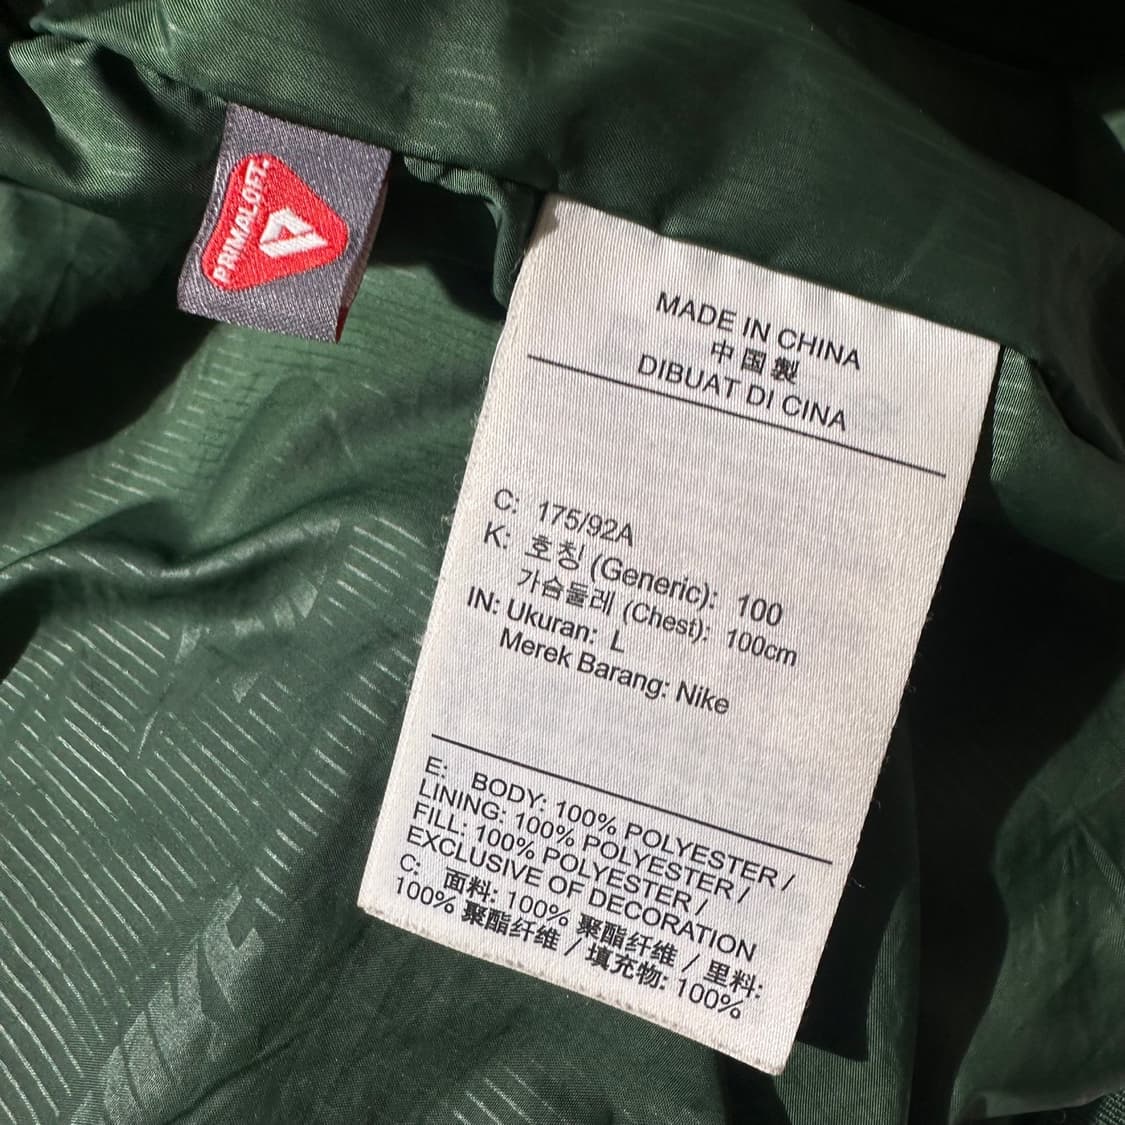 PRIMALOFT
MADE IN CHINA
中国製
DIBUAT DI CINA
C: 175/92A
K: 호칭 (Generic): 100
가슴둘레 (Chest): 100cm
IN: Ukuran: L
Merek Barang: Nike
E: BODY: 100% POLYESTER /
LINING: 100% POLYESTER /
FILL: 100% POLYESTER /
EXCLUSIVE OF DECORATION
C: 面料: 100% 聚酯纤维 / 里料:
100% 聚酯纤维 / 填充物: 100%